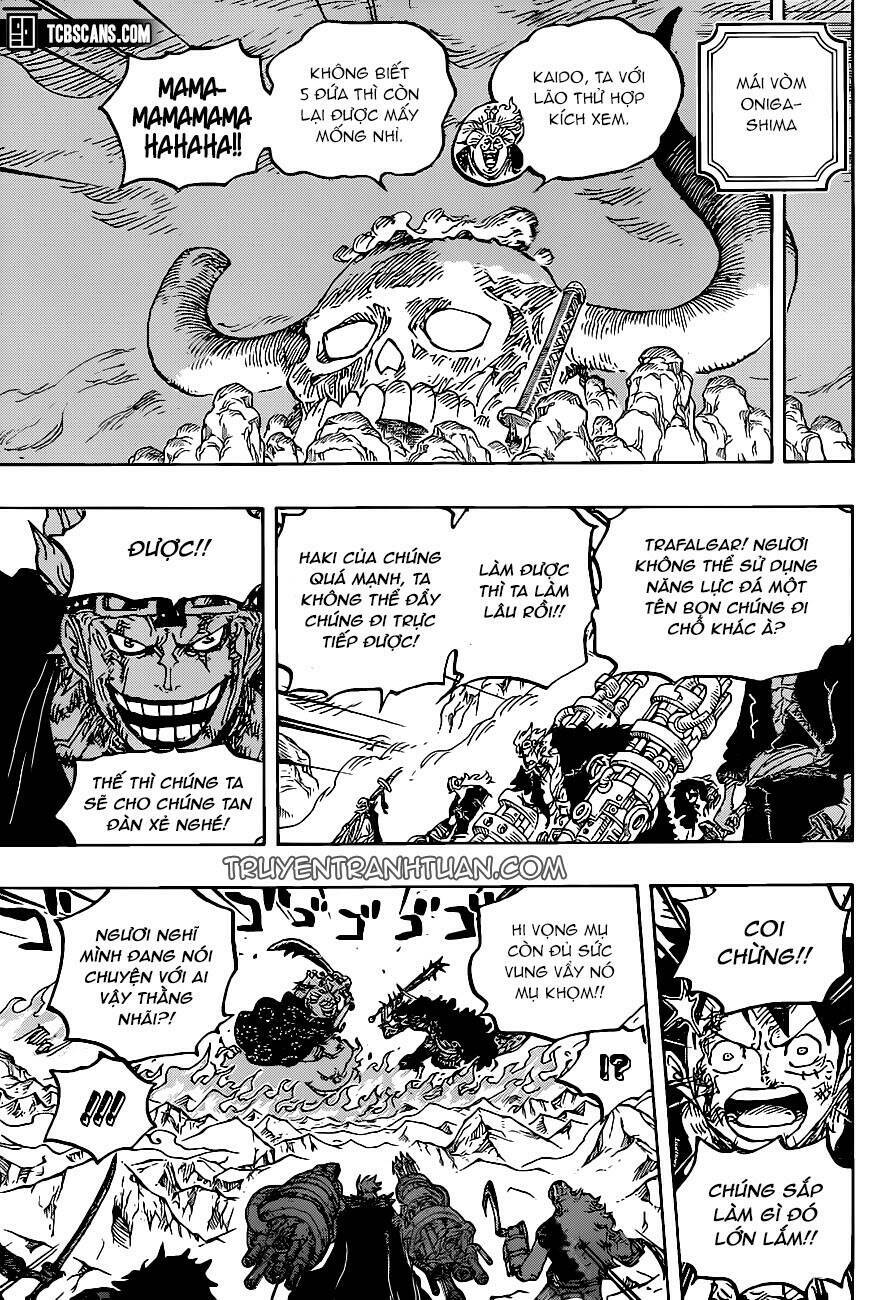 TCBSCANS.COM
MÁI VÒM
ONIGA-
SHIMA
KAIDO, TA VỚI
LÃO THỬ HỢP
KÍCH XEM.
KHÔNG BIẾT
5 ĐỨA THÌ CÒN
LẠI ĐƯỢC MẤY
MỐNG NHỈ.
MAMA-
MAMAMAMA
HAHAHA!!
TRAFALGAR! NGƯƠI
KHÔNG THỂ SỬ DỤNG
NĂNG LỰC ĐÁ MỘT
TÊN BỌN CHÚNG ĐI
CHỖ KHÁC À?
LÀM ĐƯỢC
THÌ TA LÀM
LÂU RỒI!!
HAKI CỦA CHÚNG
QUÁ MẠNH, TA
KHÔNG THỂ ĐẨY
CHÚNG ĐI TRỰC
TIẾP ĐƯỢC!
ĐƯỢC!!
THẾ THÌ CHÚNG TA
SẼ CHO CHÚNG TAN
ĐÀN XẺ NGHÉ!
TRUYENTRANHTUAN.COM
COI
CHỪNG!!
CHÚNG SẮP
LÀM GÌ ĐÓ
LỚN LẮM!!
HI VỌNG MỤ
CÒN ĐỦ SỨC
VUNG VẨY NÓ
MỤ KHỌM!!
!?
NGƯƠI NGHĨ
MÌNH ĐANG NÓI
CHUYỆN VỚI AI
VẬY THẰNG
NHÃI?!
!!!